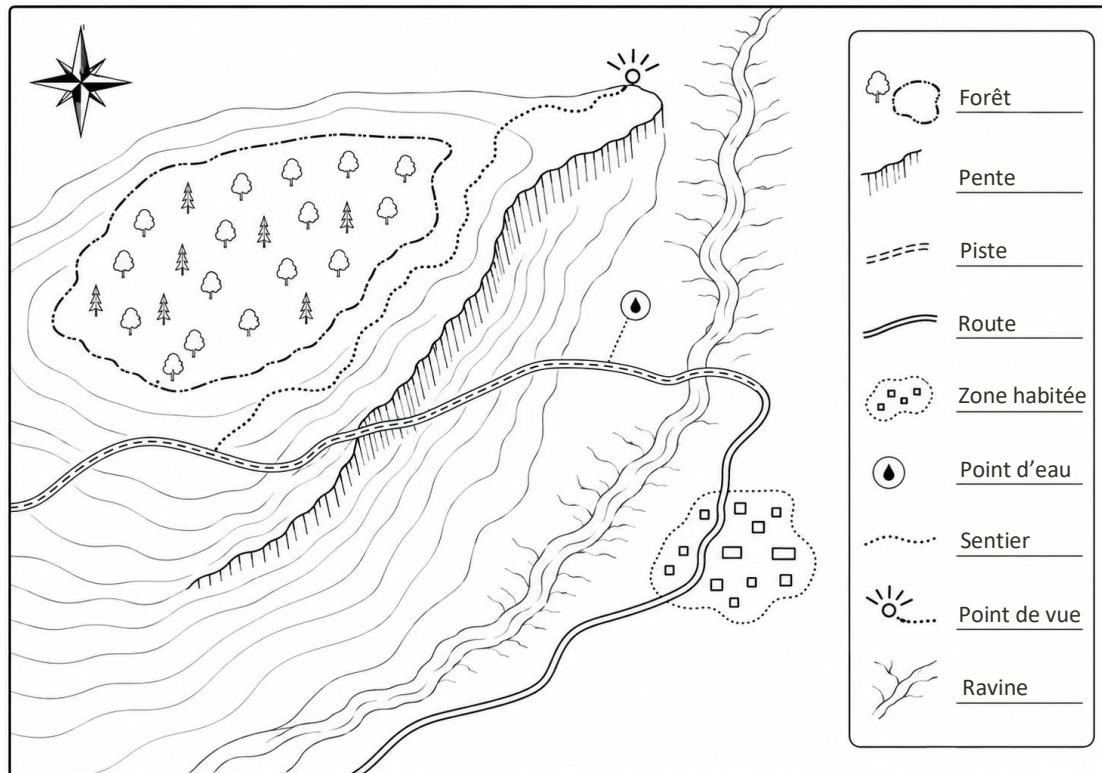 Forêt
Pente
Piste
Route
Zone habitée
Point d’eau
Sentier
Point de vue
Ravine